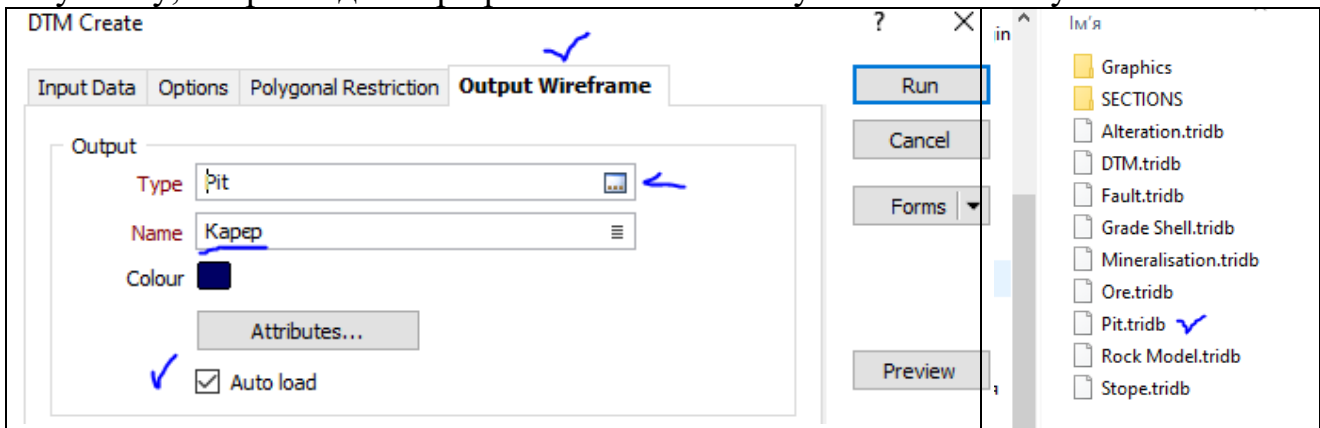 DTM Create
?
Input Data Options Polygonal Restriction Output Wireframe
Run
Cancel
Forms
Preview
Output
Type Pit
Name Карер
Colour
Attributes...
Auto load
in
Ім'я
Graphics
SECTIONS
Alteration.tridb
DTM.tridb
Fault.tridb
Grade Shell.tridb
Mineralisation.tridb
Ore.tridb
Pit.tridb
Rock Model.tridb
Stope.tridb